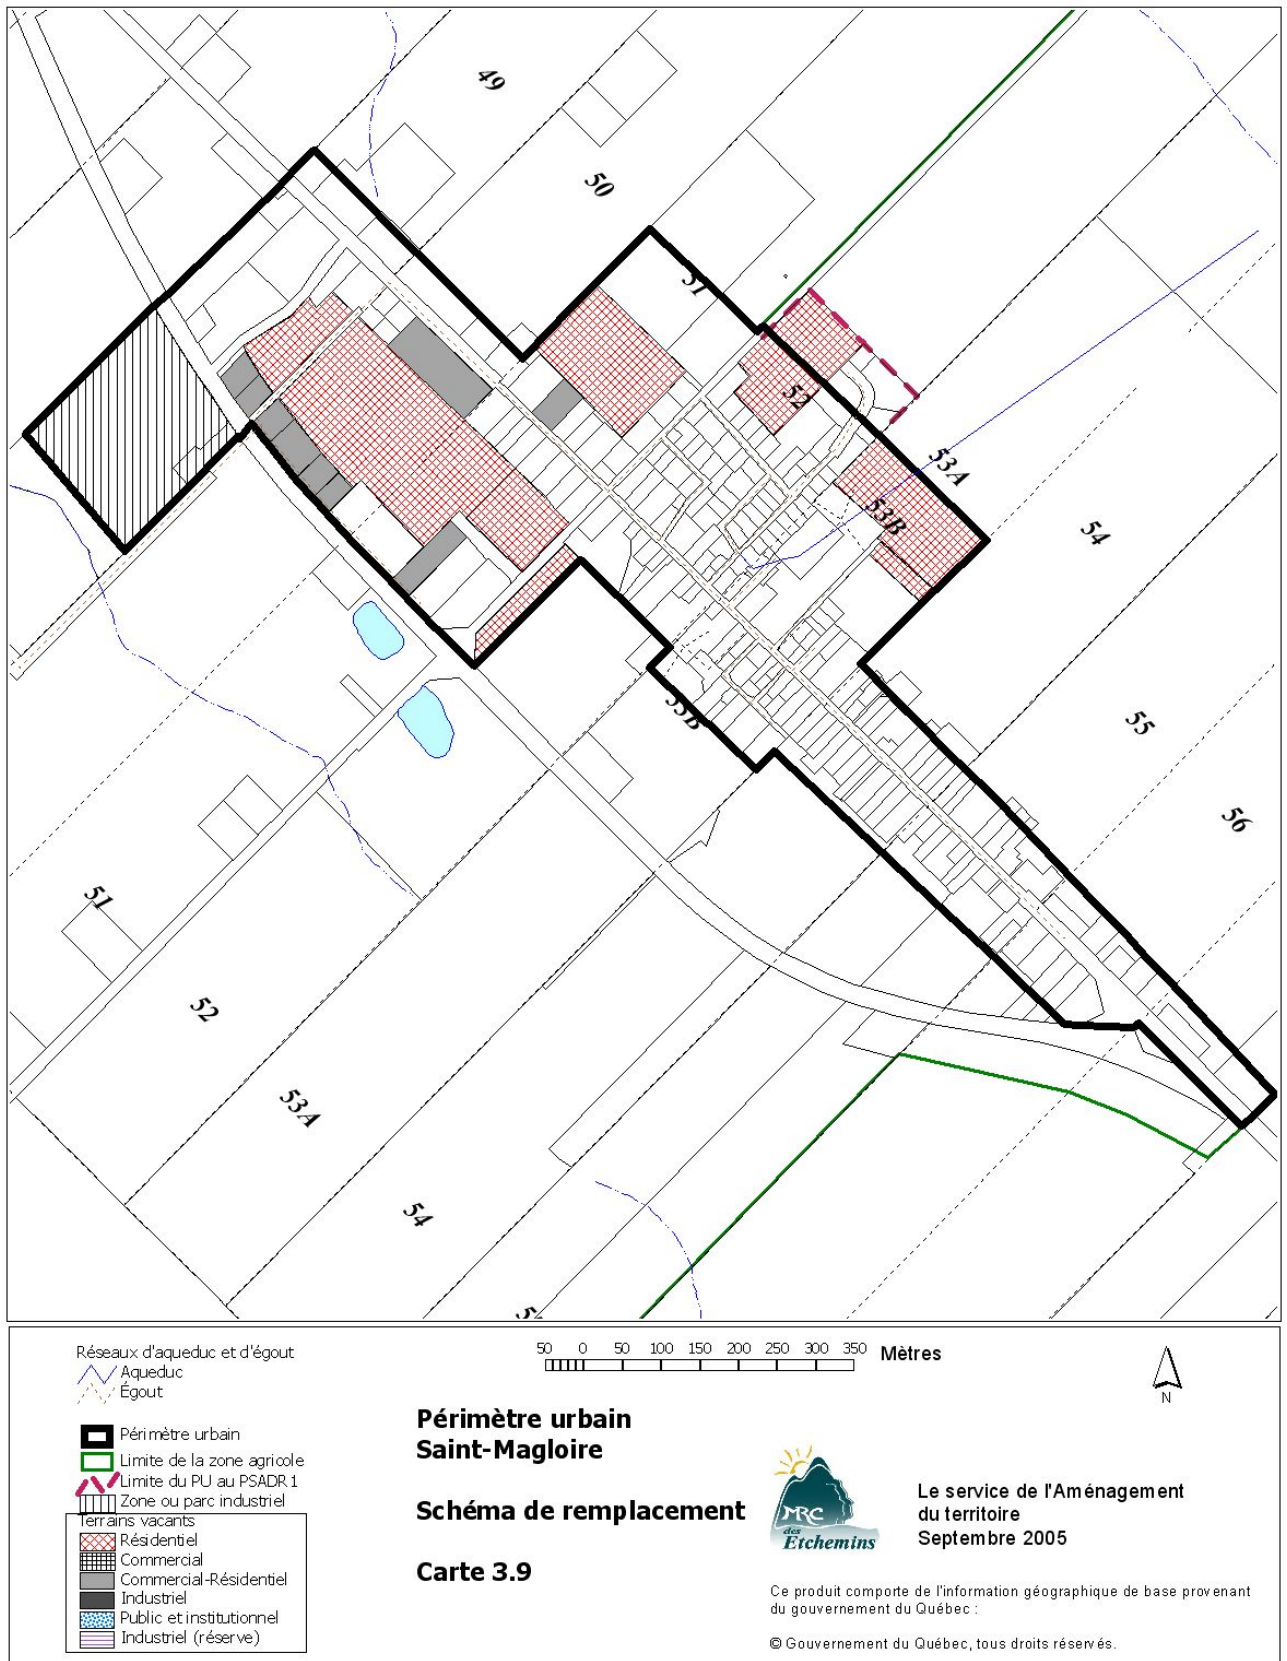 49
50
51
52
53A
53B
54
53B
55
56
51
52
53A
54
Réseaux d'aqueduc et d'égout
Aqueduc
Égout
Périmètre urbain
Limite de la zone agricole
Limite du PU au PSADR1
Zone ou parc industriel
Terrains vacants
Résidentiel
Commercial
Commercial-Résidentiel
Industriel
Public et institutionnel
Industriel (réserve)
50 0 50 100 150 200 250 300 350 Mètres
N
Périmètre urbain
Saint-Magloire
Schéma de remplacement
Carte 3.9
MRC
des
Etchemins
Le service de l'Aménagement
du territoire
Septembre 2005
Ce produit comporte de l'information géographique de base provenant
du gouvernement du Québec :
© Gouvernement du Québec, tous droits réservés.